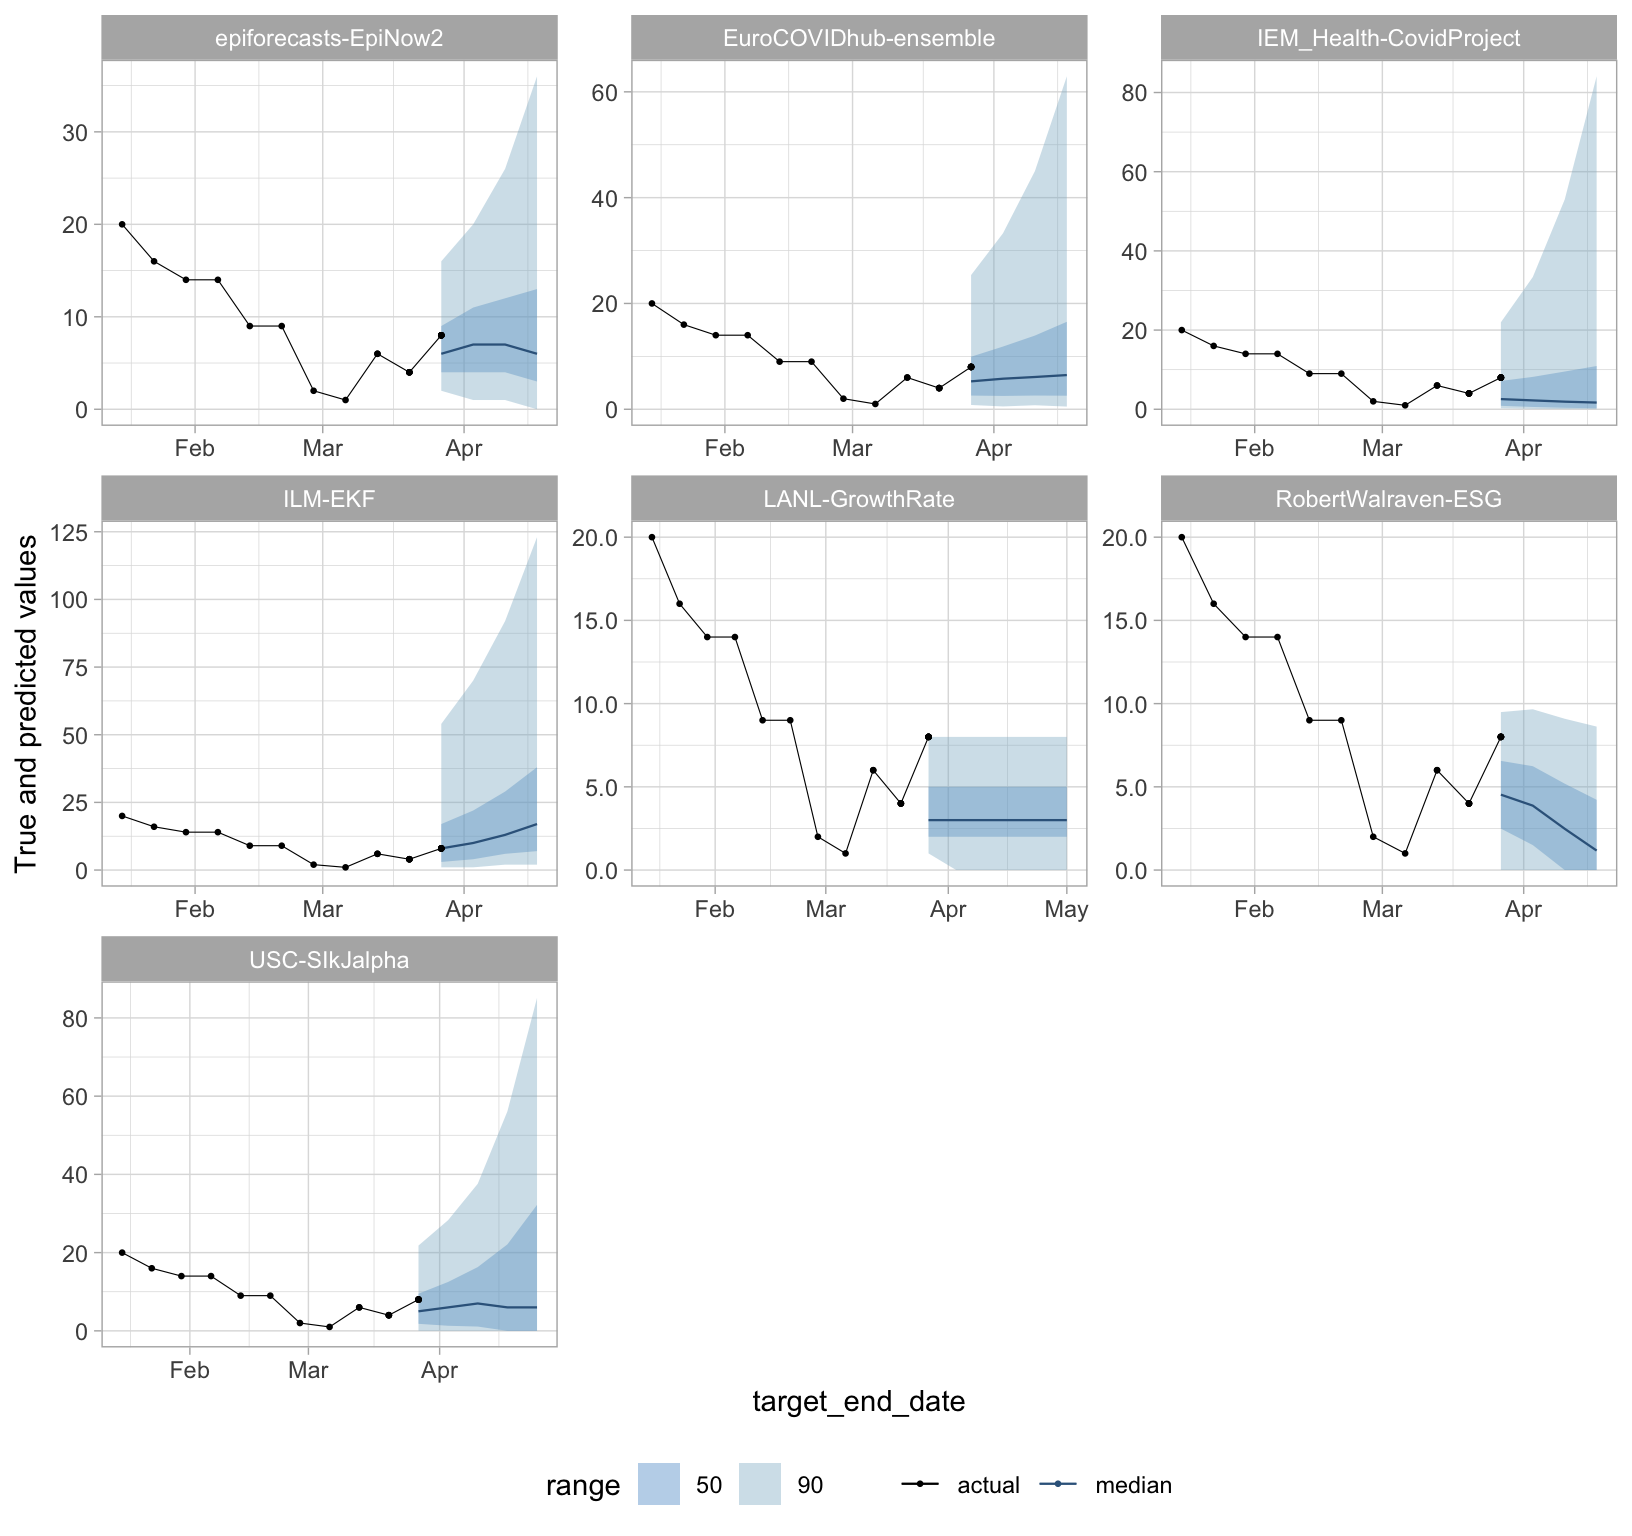 epiforecasts-EpiNow2
EuroCOVIDhub-ensemble
IEM_Health-CovidProject
30
20
10
0
60
40
20
0
80
60
40
20
0
Feb Mar Apr
Feb Mar Apr
Feb Mar Apr
ILM-EKF
LANL-GrowthRate
RobertWalraven-ESG
True and predicted values
125
100
75
50
25
0
20.0
15.0
10.0
5.0
0.0
20.0
15.0
10.0
5.0
0.0
Feb Mar Apr
Feb Mar Apr May
Feb Mar Apr
USC-SIkJalpha
80
60
40
20
0
Feb Mar Apr
target_end_date
range 50 90 actual median